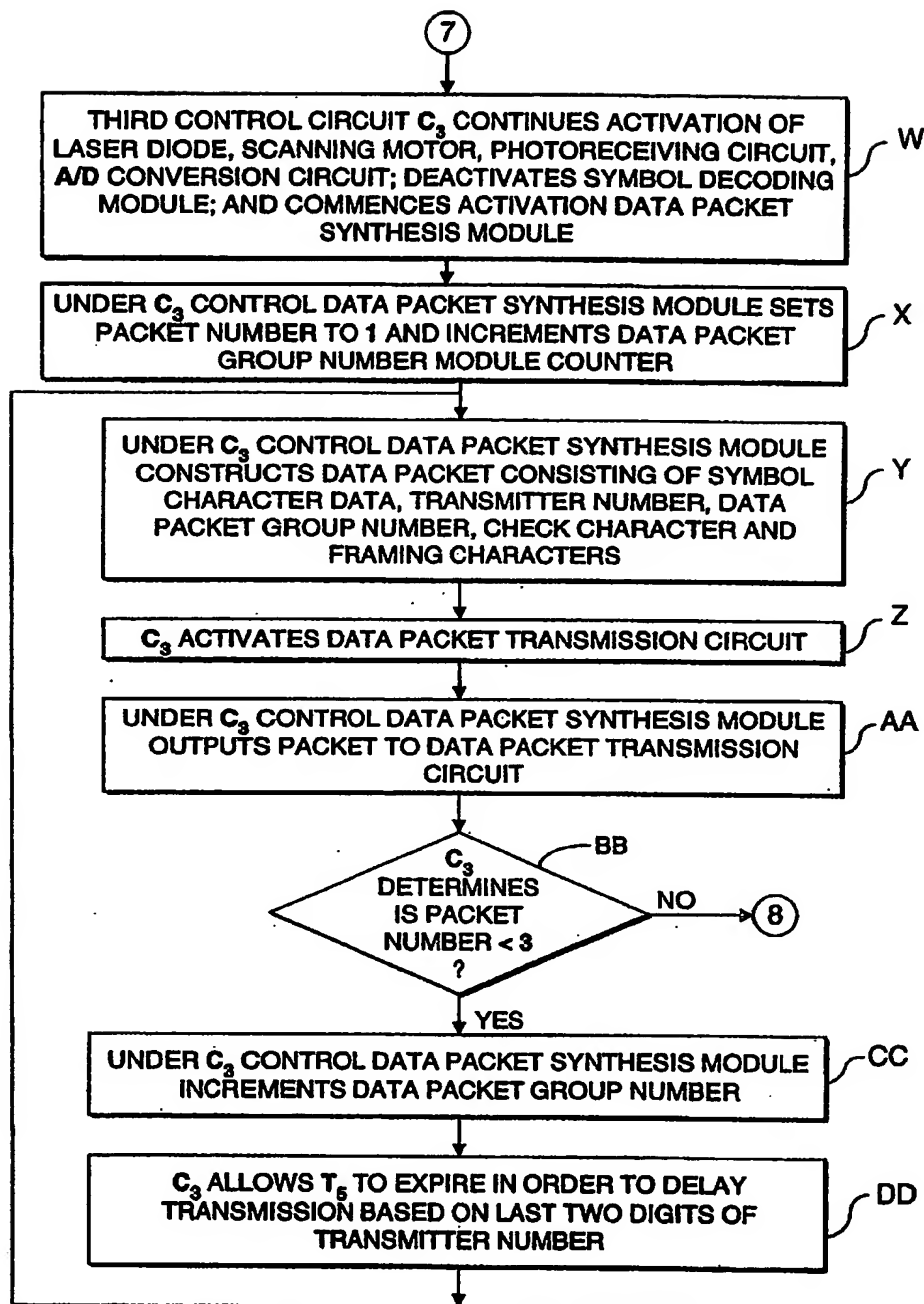 7
THIRD CONTROL CIRCUIT C3 CONTINUES ACTIVATION OF
LASER DIODE, SCANNING MOTOR, PHOTORECEIVING CIRCUIT,
A/D CONVERSION CIRCUIT; DEACTIVATES SYMBOL DECODING
MODULE; AND COMMENCES ACTIVATION DATA PACKET
SYNTHESIS MODULE
W
UNDER C3 CONTROL DATA PACKET SYNTHESIS MODULE SETS
PACKET NUMBER TO 1 AND INCREMENTS DATA PACKET
GROUP NUMBER MODULE COUNTER
X
UNDER C3 CONTROL DATA PACKET SYNTHESIS MODULE
CONSTRUCTS DATA PACKET CONSISTING OF SYMBOL
CHARACTER DATA, TRANSMITTER NUMBER, DATA
PACKET GROUP NUMBER, CHECK CHARACTER AND
FRAMING CHARACTERS
Y
C3 ACTIVATES DATA PACKET TRANSMISSION CIRCUIT
Z
UNDER C3 CONTROL DATA PACKET SYNTHESIS MODULE
OUTPUTS PACKET TO DATA PACKET TRANSMISSION
CIRCUIT
AA
C3
DETERMINES
IS PACKET
NUMBER < 3
?
BB
NO
8
YES
UNDER C3 CONTROL DATA PACKET SYNTHESIS MODULE
INCREMENTS DATA PACKET GROUP NUMBER
CC
C3 ALLOWS T5 TO EXPIRE IN ORDER TO DELAY
TRANSMISSION BASED ON LAST TWO DIGITS OF
TRANSMITTER NUMBER
DD